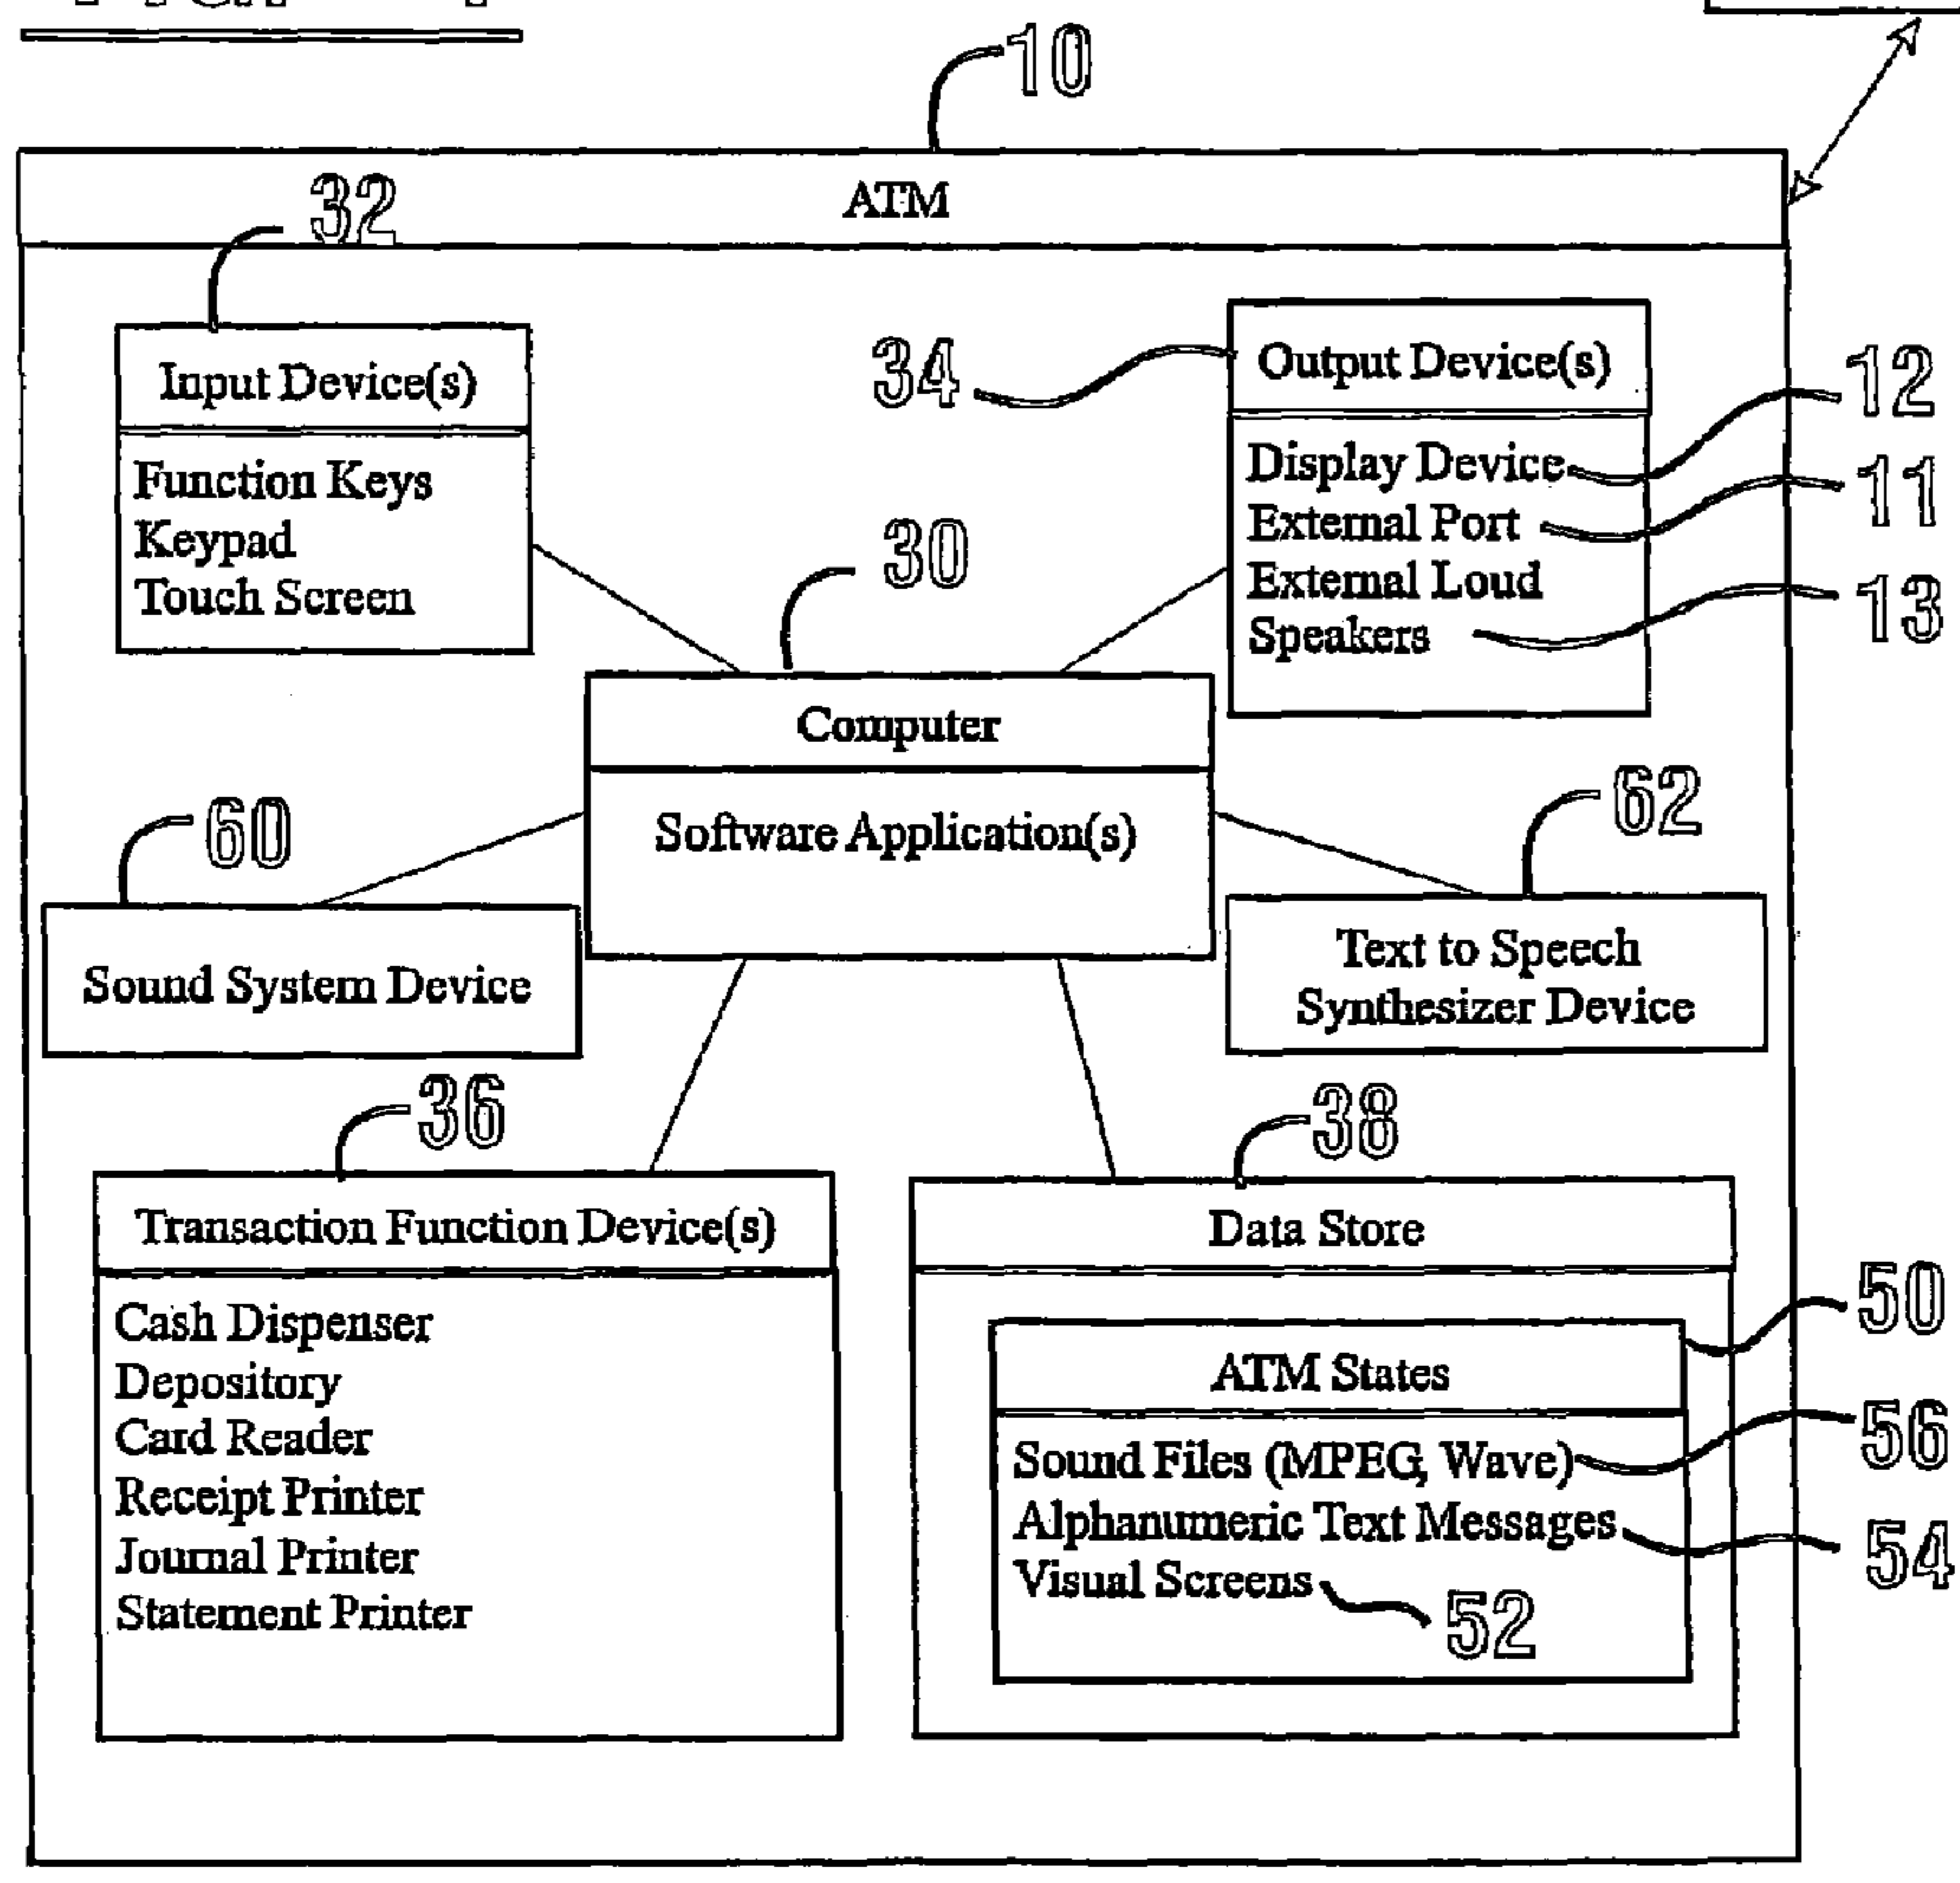 10
ATM
32
Input Device(s)
Function Keys
Keypad
Touch Screen
34
Output Device(s)
Display Device
External Port
External Loud
Speakers
12
11
13
30
Computer
Software Application(s)
60
Sound System Device
62
Text to Speech
Synthesizer Device
36
Transaction Function Device(s)
Cash Dispenser
Depository
Card Reader
Receipt Printer
Journal Printer
Statement Printer
38
Data Store
50
ATM States
Sound Files (MPEG, Wave)
Alphanumeric Text Messages
Visual Screens
56
54
52